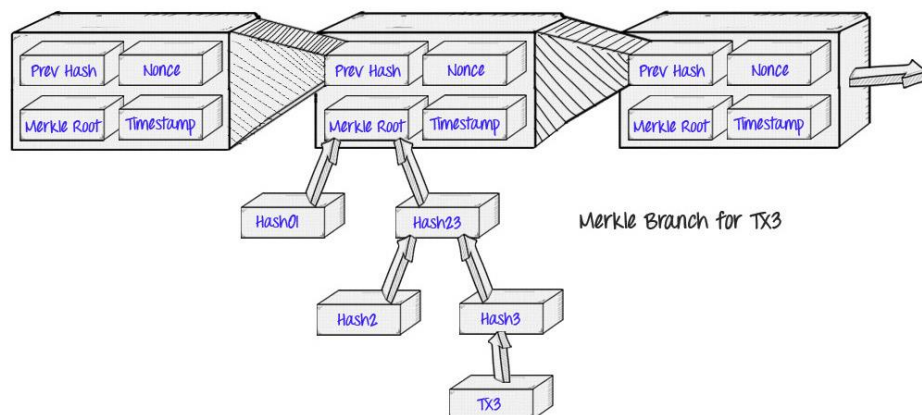 Prev Hash Nonce
Merkle Root Timestamp
Prev Hash Nonce
Merkle Root Timestamp
Prev Hash Nonce
Merkle Root Timestamp
Hash01
Hash23
Merkle Branch for TX3
Hash2
Hash3
TX3